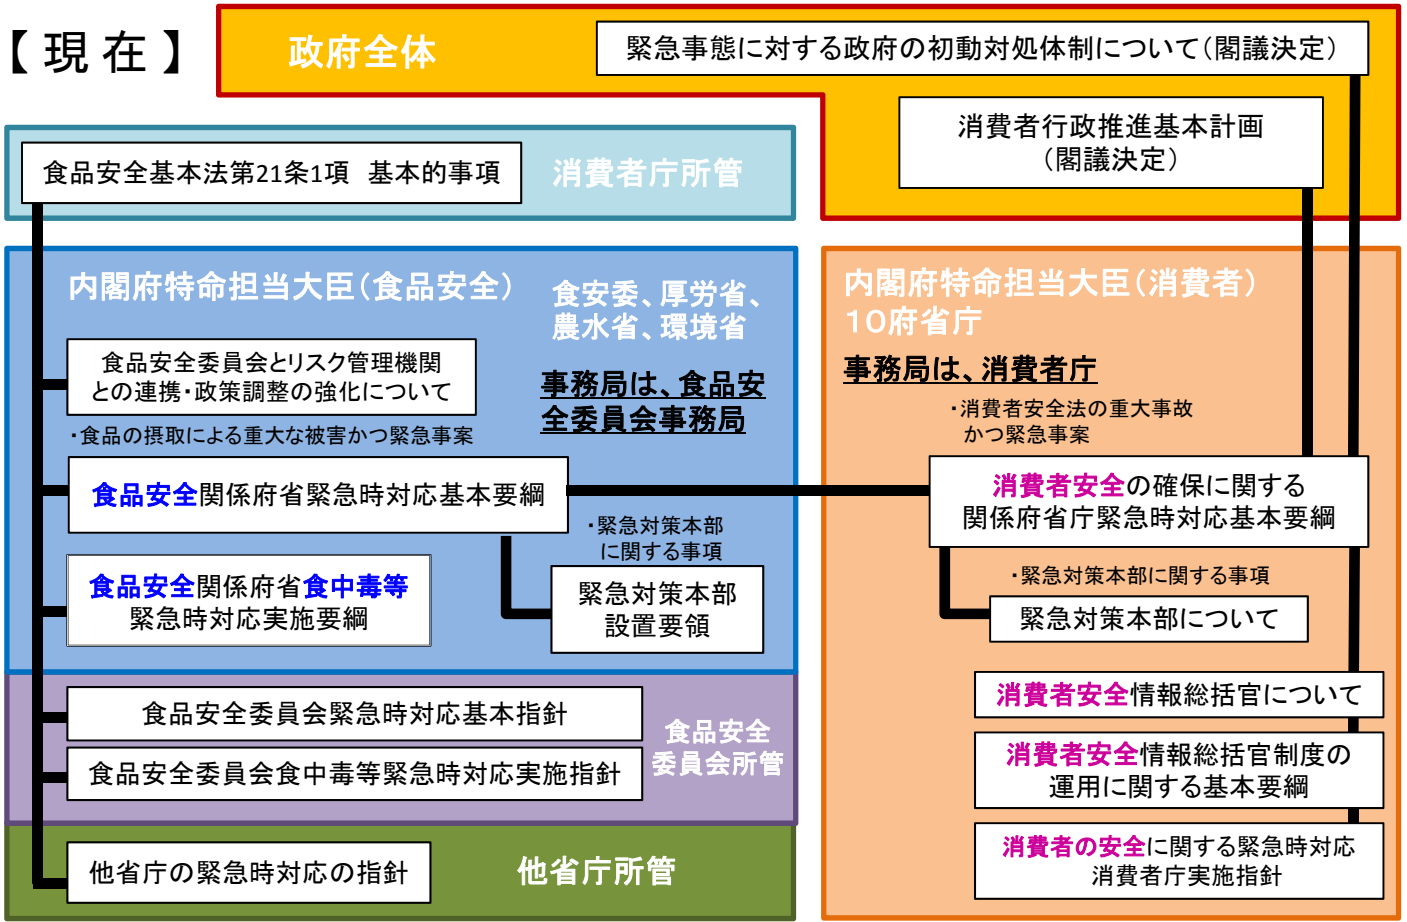 【現在】
政府全体
緊急事態に対する政府の初動対処体制について(閣議決定)
消費者行政推進基本計画
(閣議決定)
食品安全基本法第21条1項 基本的事項
消費者庁所管
内閣府特命担当大臣(食品安全)
食安委、厚労省、
農水省、環境省
事務局は、食品安
全委員会事務局
食品安全委員会とリスク管理機関
との連携・政策調整の強化について
・食品の摂取による重大な被害かつ緊急事案
食品安全関係府省緊急時対応基本要綱
・緊急対策本部
に関する事項
緊急対策本部
設置要領
食品安全関係府省食中毒等
緊急時対応実施要綱
食品安全委員会緊急時対応基本指針
食品安全委員会食中毒等緊急時対応実施指針
食品安全
委員会所管
他省庁の緊急時対応の指針
他省庁所管
内閣府特命担当大臣(消費者)
10府省庁
事務局は、消費者庁
・消費者安全法の重大事故
かつ緊急事案
消費者安全の確保に関する
関係府省庁緊急時対応基本要綱
・緊急対策本部に関する事項
緊急対策本部について
消費者安全情報総括官について
消費者安全情報総括官制度の
運用に関する基本要綱
消費者の安全に関する緊急時対応
消費者庁実施指針